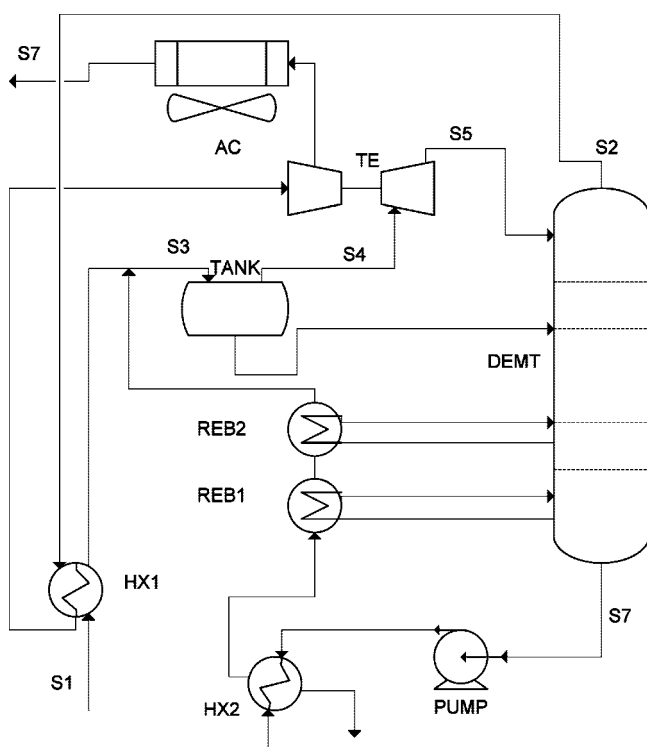 S7
AC
TE
S5
S2
S3
TANK
S4
DEMT
REB2
REB1
HX1
S7
S1
HX2
PUMP